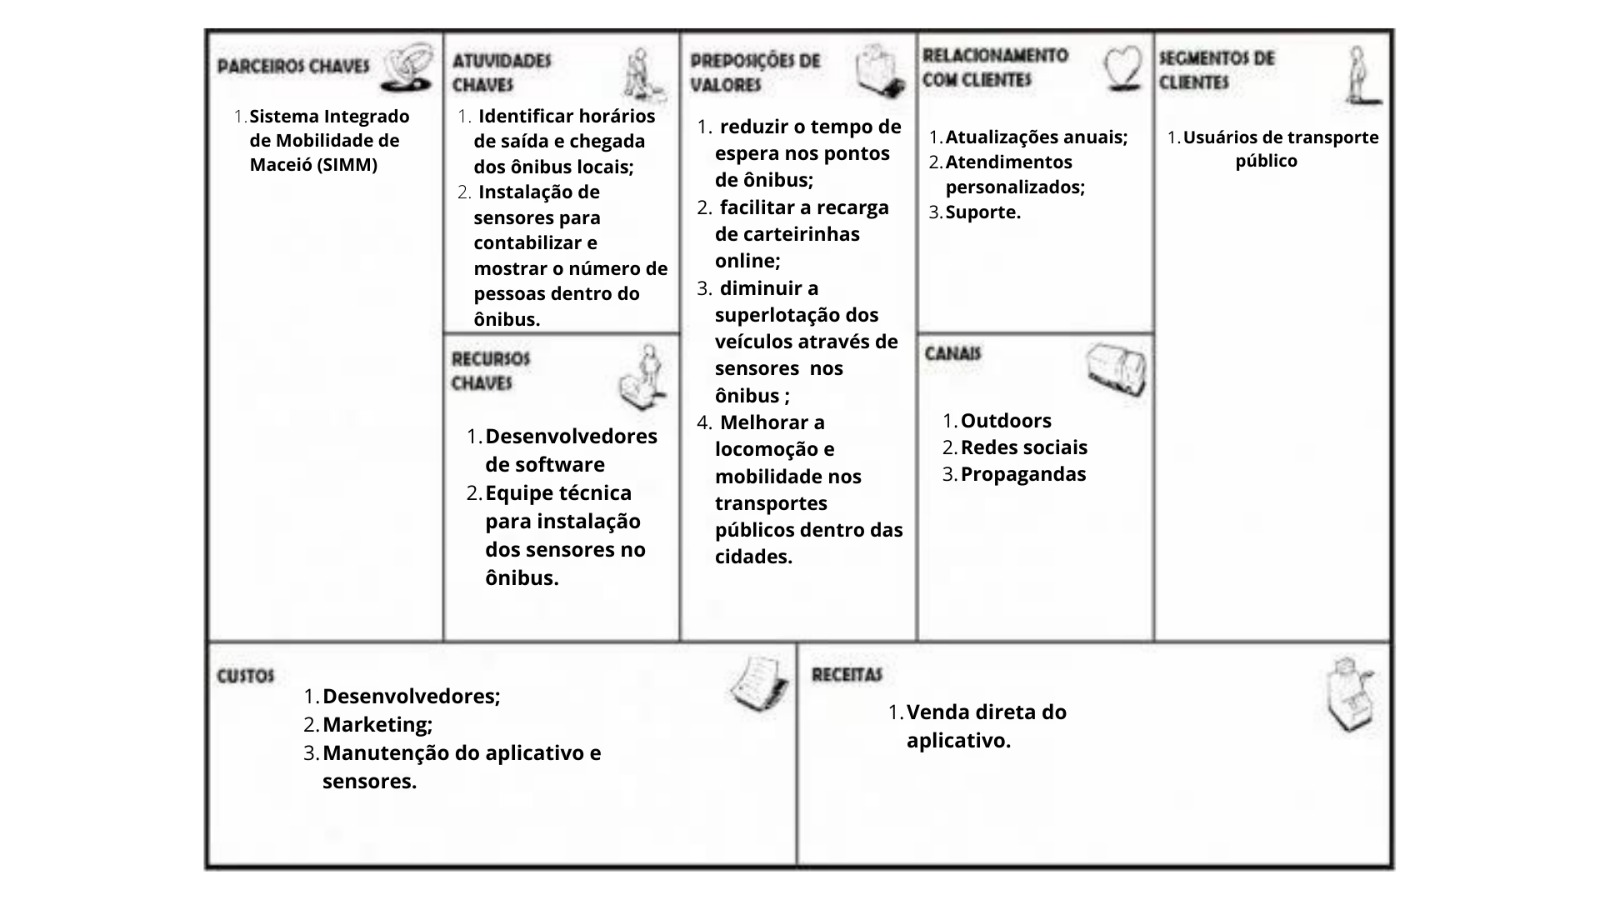 PARCEIROS CHAVES
1. Sistema Integrado
de Mobilidade de
Maceió (SIMM)
ATUVIDADES
CHAVES
1. Identificar horários
de saída e chegada
dos ônibus locais;
2. Instalação de
sensores para
contabilizar e
mostrar o número de
pessoas dentro do
ônibus.
RECURSOS
CHAVES
1. Desenvolvedores
de software
2. Equipe técnica
para instalação
dos sensores no
ônibus.
PREPOSIÇÕES DE
VALORES
1. reduzir o tempo de
espera nos pontos
de ônibus;
2. facilitar a recarga
de carteirinhas
online;
3. diminuir a
superlotação dos
veículos através de
sensores nos
ônibus ;
4. Melhorar a
locomoção e
mobilidade nos
transportes
públicos dentro das
cidades.
RELACIONAMENTO
COM CLIENTES
1. Atualizações anuais;
2. Atendimentos
personalizados;
3. Suporte.
CANAIS
1. Outdoors
2. Redes sociais
3. Propagandas
SEGMENTOS DE
CLIENTES
1. Usuários de transporte
público
CUSTOS
1. Desenvolvedores;
2. Marketing;
3. Manutenção do aplicativo e
sensores.
RECEITAS
1. Venda direta do
aplicativo.